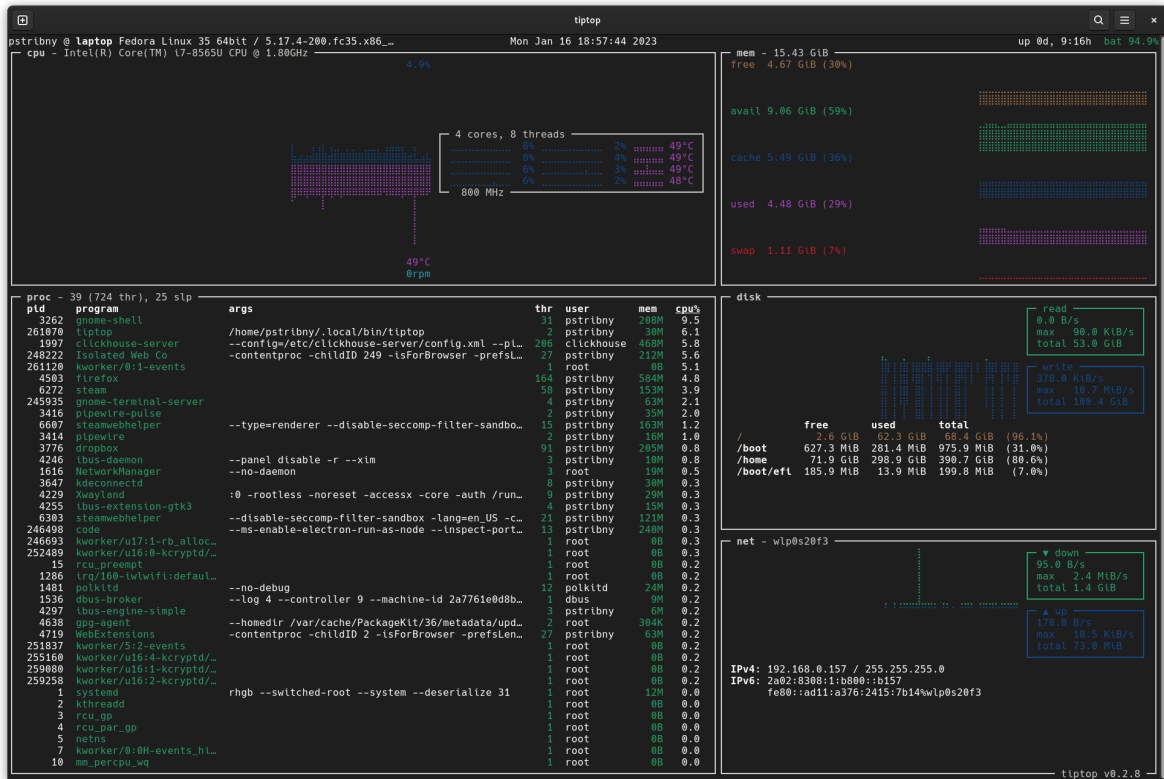 tiptop
pstribny @ laptop Fedora Linux 35 64bit / 5.17.4-200.fc35.x86_… Mon Jan 16 18:57:44 2023 up 0d, 9:16h bat 94.9%
cpu - Intel(R) Core(TM) i7-8565U CPU @ 1.80GHz
4.9%
4 cores, 8 threads
8% 2% 49°C
8% 4% 49°C
6% 3% 49°C
6% 2% 48°C
800 MHz
49°C
0rpm
mem - 15.43 GiB
free 4.67 GiB (30%)
avail 9.06 GiB (59%)
cache 5.49 GiB (36%)
used 4.48 GiB (29%)
swap 1.11 GiB (7%)
proc - 39 (724 thr), 25 slp
pid program args thr user mem cpu%
3262 gnome-shell 31 pstribny 208M 9.5
261070 tiptop /home/pstribny/.local/bin/tiptop 2 pstribny 30M 6.1
1997 clickhouse-server --config=/etc/clickhouse-server/config.xml --pi… 206 clickhouse 468M 5.8
248222 Isolated Web Co -contentproc -childID 249 -isForBrowser -prefsL… 27 pstribny 212M 5.6
261120 kworker/0:1-events 1 root 0B 5.1
4503 firefox 164 pstribny 584M 4.8
6272 steam 58 pstribny 153M 3.9
245935 gnome-terminal-server 4 pstribny 63M 2.1
3416 pipewire-pulse 2 pstribny 35M 2.0
6607 steamwebhelper --type=renderer --disable-seccomp-filter-sandbo… 15 pstribny 163M 1.2
3414 pipewire 2 pstribny 16M 1.0
3776 dropbox 91 pstribny 205M 0.8
4246 ibus-daemon --panel disable -r --xim 3 pstribny 10M 0.8
1616 NetworkManager --no-daemon 3 root 19M 0.5
3647 kdeconnectd 8 pstribny 30M 0.3
4229 Xwayland :0 -rootless -noreset -accessx -core -auth /run… 9 pstribny 29M 0.3
4255 ibus-extension-gtk3 4 pstribny 15M 0.3
6303 steamwebhelper --disable-seccomp-filter-sandbox -lang=en_US -c… 21 pstribny 121M 0.3
246498 code --ms-enable-electron-run-as-node --inspect-port… 13 pstribny 240M 0.3
246693 kworker/u17:1-rb_alloc… 1 root 0B 0.3
252489 kworker/u16:0-kcryptd/… 1 root 0B 0.3
15 rcu_preempt 1 root 0B 0.2
1286 irq/160-iwlwifi:defaul… 1 root 0B 0.2
1481 polkitd --no-debug 12 polkitd 24M 0.2
1536 dbus-broker --log 4 --controller 9 --machine-id 2a7761e0d8b… 1 dbus 9M 0.2
4297 ibus-engine-simple 3 pstribny 6M 0.2
4638 gpg-agent --homedir /var/cache/PackageKit/36/metadata/upd… 2 root 304K 0.2
4719 WebExtensions -contentproc -childID 2 -isForBrowser -prefsLen… 27 pstribny 63M 0.2
251837 kworker/5:2-events 1 root 0B 0.2
255160 kworker/u16:4-kcryptd/… 1 root 0B 0.2
259080 kworker/u16:1-kcryptd/… 1 root 0B 0.2
259258 kworker/u16:2-kcryptd/… 1 root 0B 0.2
1 systemd rhgb --switched-root --system --deserialize 31 1 root 12M 0.0
2 kthreadd 1 root 0B 0.0
3 rcu_gp 1 root 0B 0.0
4 rcu_par_gp 1 root 0B 0.0
5 netns 1 root 0B 0.0
7 kworker/0:0H-events_hi… 1 root 0B 0.0
10 mm_percpu_wq 1 root 0B 0.0
disk
read
0.0 B/s
max 90.0 KiB/s
total 53.0 GiB
write
378.0 KiB/s
max 10.7 MiB/s
total 100.4 GiB
free used total
/ 2.6 GiB 62.3 GiB 68.4 GiB (96.1%)
/boot 627.3 MiB 281.4 MiB 975.9 MiB (31.0%)
/home 71.9 GiB 298.9 GiB 390.7 GiB (80.6%)
/boot/efi 185.9 MiB 13.9 MiB 199.8 MiB (7.0%)
net - wlp0s20f3
▼ down
95.0 B/s
max 2.4 MiB/s
total 1.4 GiB
▲ up
178.0 B/s
max 18.5 KiB/s
total 73.0 MiB
IPv4: 192.168.0.157 / 255.255.255.0
IPv6: 2a02:8308:1:b800::b157
fe80::ad11:a376:2415:7b14%wlp0s20f3
tiptop v0.2.8